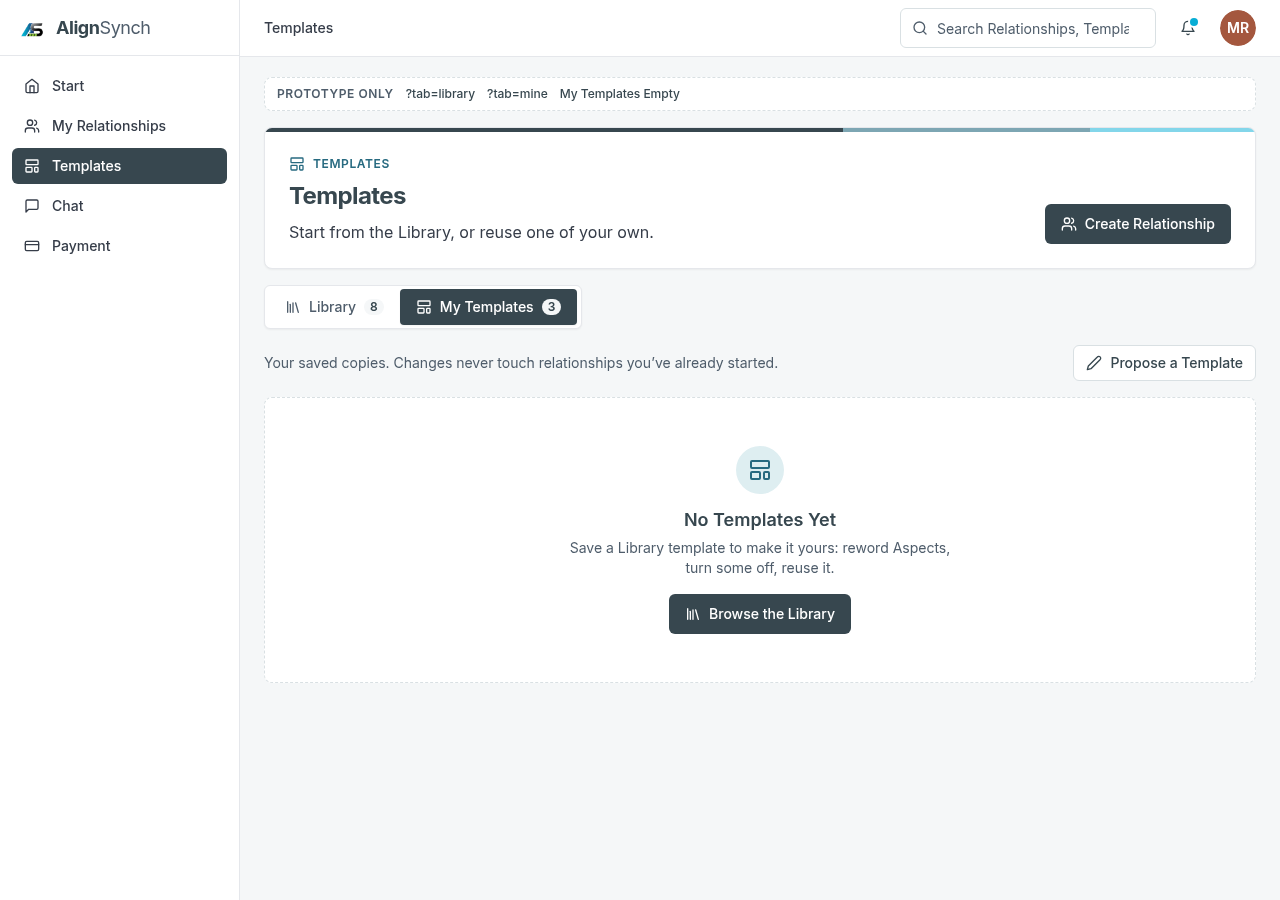 AlignSynch
Templates
Search Relationships, Templa
MR
Start
My Relationships
Templates
Chat
Payment
PROTOTYPE ONLY ?tab=library ?tab=mine My Templates Empty
TEMPLATES
Templates
Start from the Library, or reuse one of your own.
Create Relationship
Library 8
My Templates 3
Your saved copies. Changes never touch relationships you’ve already started.
Propose a Template
No Templates Yet
Save a Library template to make it yours: reword Aspects,
turn some off, reuse it.
Browse the Library